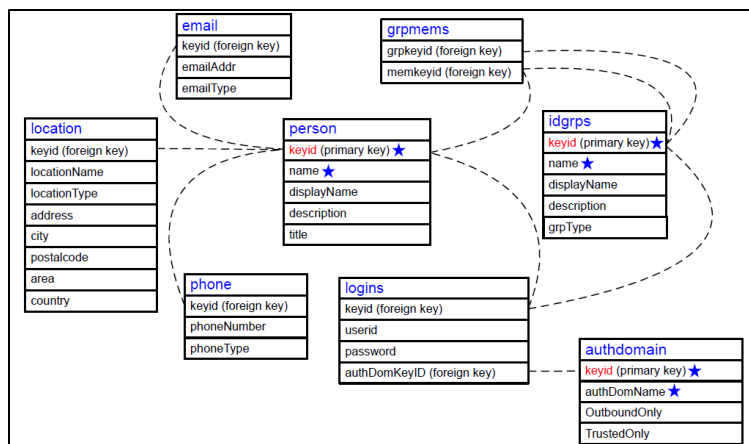 email
keyid (foreign key)
emailAddr
emailType
grpmems
grpkeyid (foreign key)
memkeyid (foreign key)
location
keyid (foreign key)
locationName
locationType
address
city
postalcode
area
country
person
keyid (primary key)
name
displayName
description
title
idgrps
keyid (primary key)
name
displayName
description
grpType
phone
keyid (foreign key)
phoneNumber
phoneType
logins
keyid (foreign key)
userid
password
authDomKeyID (foreign key)
authdomain
keyid (primary key)
authDomName
OutboundOnly
TrustedOnly